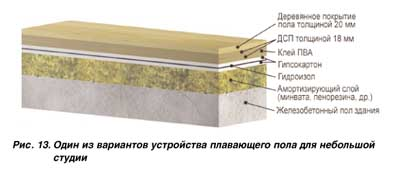 Деревянное покрытие
пола толщиной 20 мм
ДСП толщиной 18 мм
Клей ПВА
Гипсокартон
Гидроизол
Амортизирующий слой
(минвата, пенорезина, др.)
Железобетонный пол здания
Рис. 13. Один из вариантов устройства плавающего пола для небольшой
студии